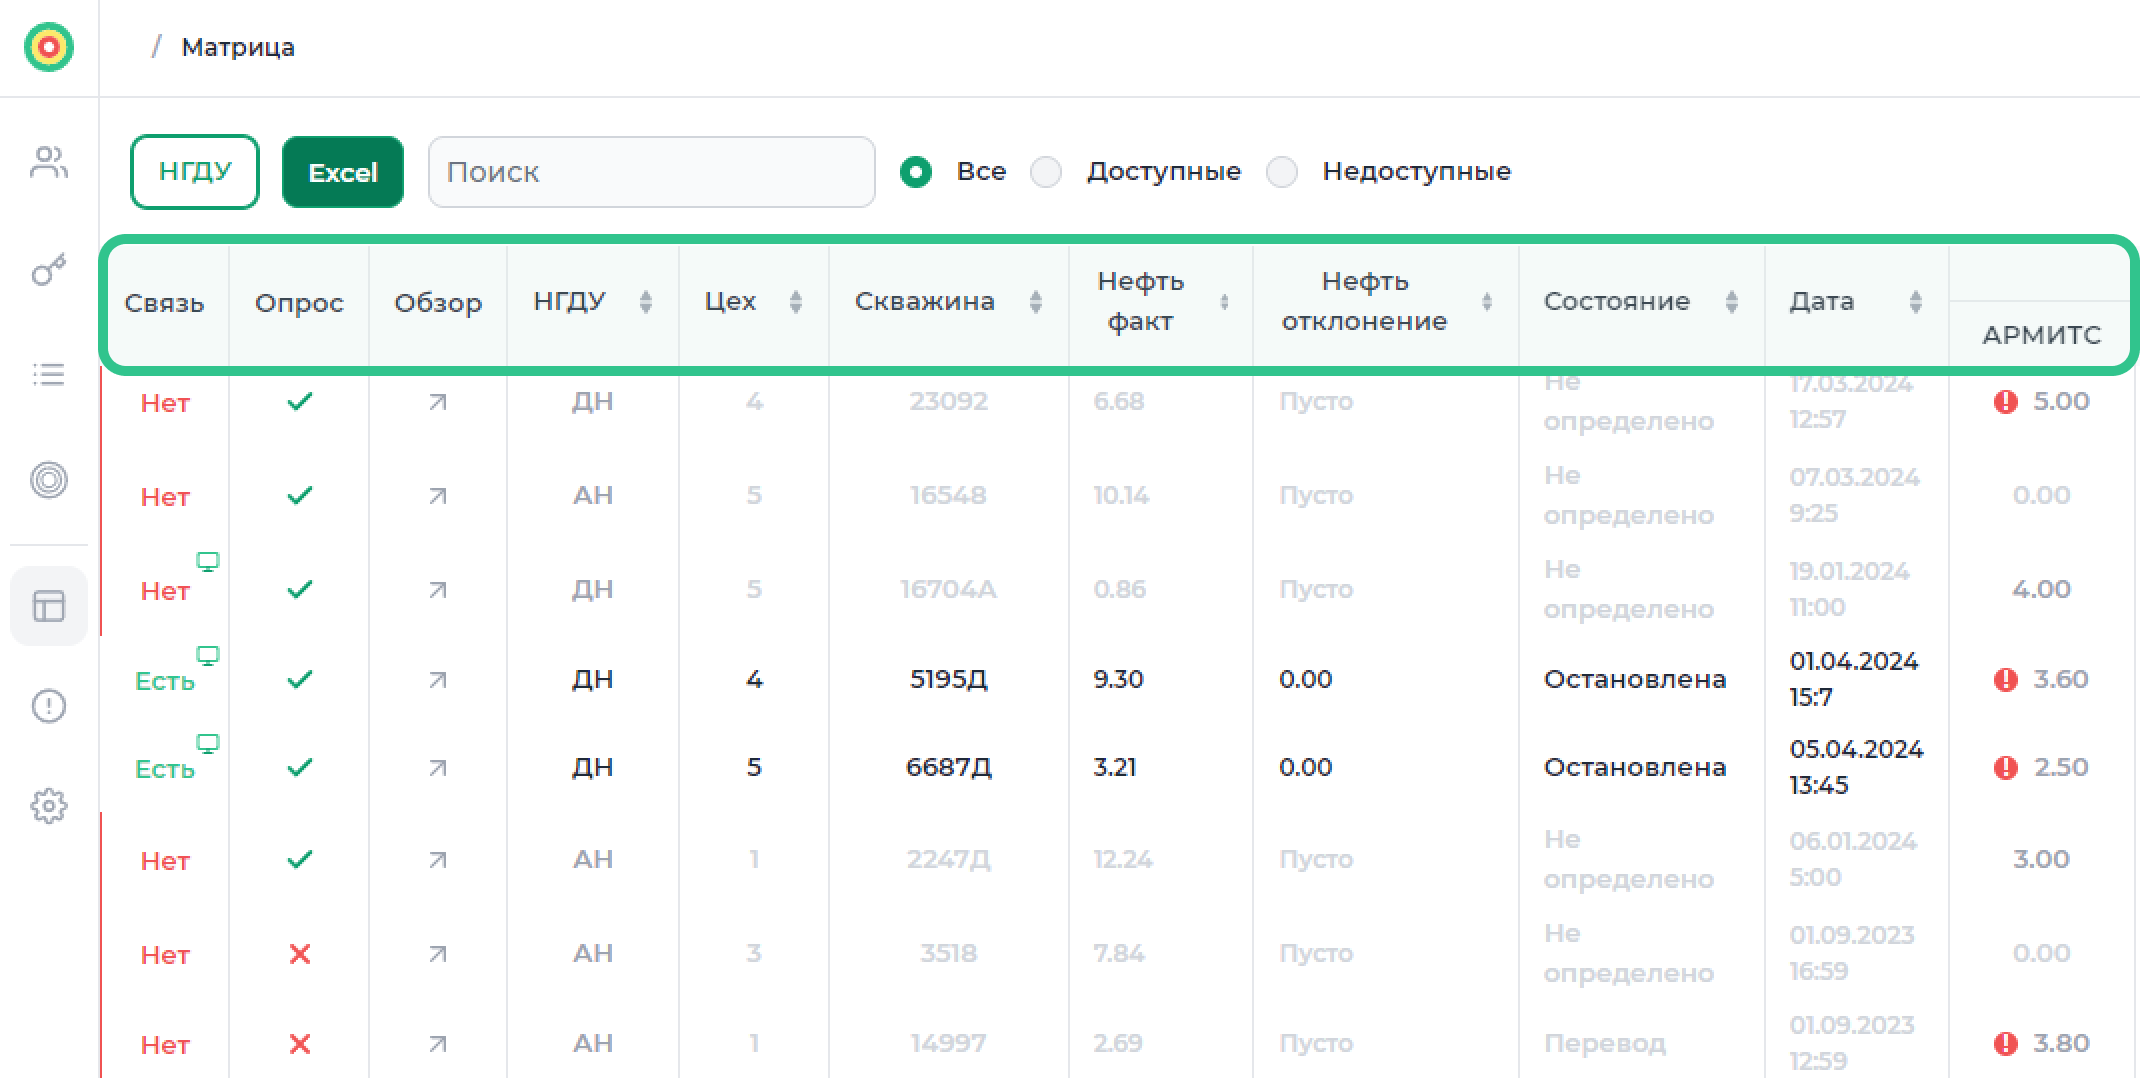 / Матрица
НГДУ Excel Поиск Все Доступные Недоступные
Связь Опрос Обзор НГДУ Цех Скважина Нефть факт Нефть отклонение Состояние Дата АРМИТС
Нет ДН 4 23092 6.68 Пусто Не определено 17.03.2024 12:57 5.00
Нет АН 5 16548 10.14 Пусто Не определено 07.03.2024 9:25 0.00
Нет ДН 5 16704А 0.86 Пусто Не определено 19.01.2024 11:00 4.00
Есть ДН 4 5195Д 9.30 0.00 Остановлена 01.04.2024 15:7 3.60
Есть ДН 5 6687Д 3.21 0.00 Остановлена 05.04.2024 13:45 2.50
Нет АН 1 2247Д 12.24 Пусто Не определено 06.01.2024 5:00 3.00
Нет АН 3 3518 7.84 Пусто Не определено 01.09.2023 16:59 0.00
Нет АН 1 14997 2.69 Пусто Перевод 01.09.2023 12:59 3.80